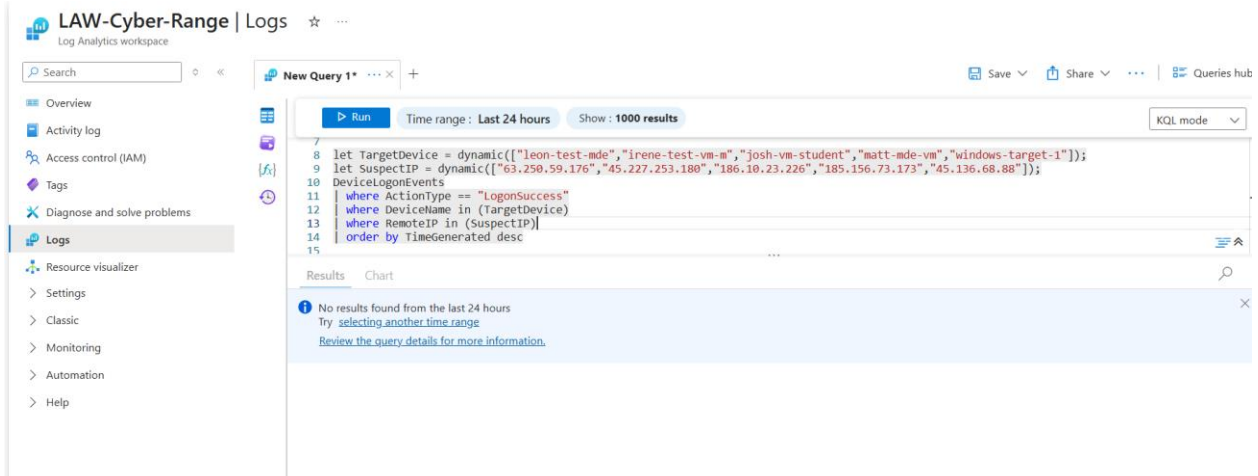 LAW-Cyber-Range | Logs
Log Analytics workspace
Search
Overview
Activity log
Access control (IAM)
Tags
Diagnose and solve problems
Logs
Resource visualizer
Settings
Classic
Monitoring
Automation
Help
New Query 1*
Save
Share
Queries hub
Run
Time range : Last 24 hours
Show : 1000 results
KQL mode
7
8 let TargetDevice = dynamic(["leon-test-mde","irene-test-vm-m","josh-vm-student","matt-mde-vm","windows-target-1"]);
9 let SuspectIP = dynamic(["63.250.59.176","45.227.253.180","186.10.23.226","185.156.73.173","45.136.68.88"]);
10 DeviceLogonEvents
11 | where ActionType == "LogonSuccess"
12 | where DeviceName in (TargetDevice)
13 | where RemoteIP in (SuspectIP)
14 | order by TimeGenerated desc
15
Results Chart
No results found from the last 24 hours
Try selecting another time range
Review the query details for more information.